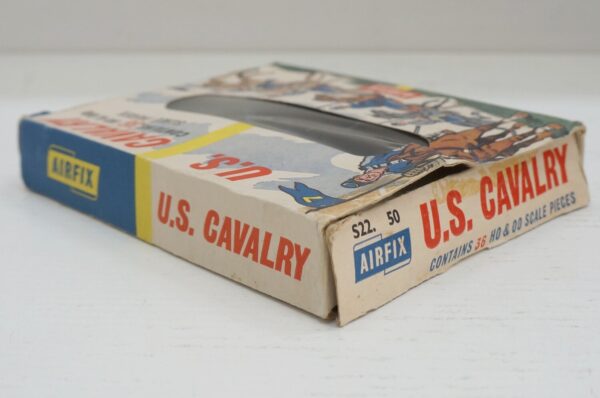 U.S.
CAVALRY
AIRFIX
U.S. CAVALRY
S22. 50
AIRFIX
U.S. CAVALRY
CONTAINS 36 HO & OO SCALE PIECES